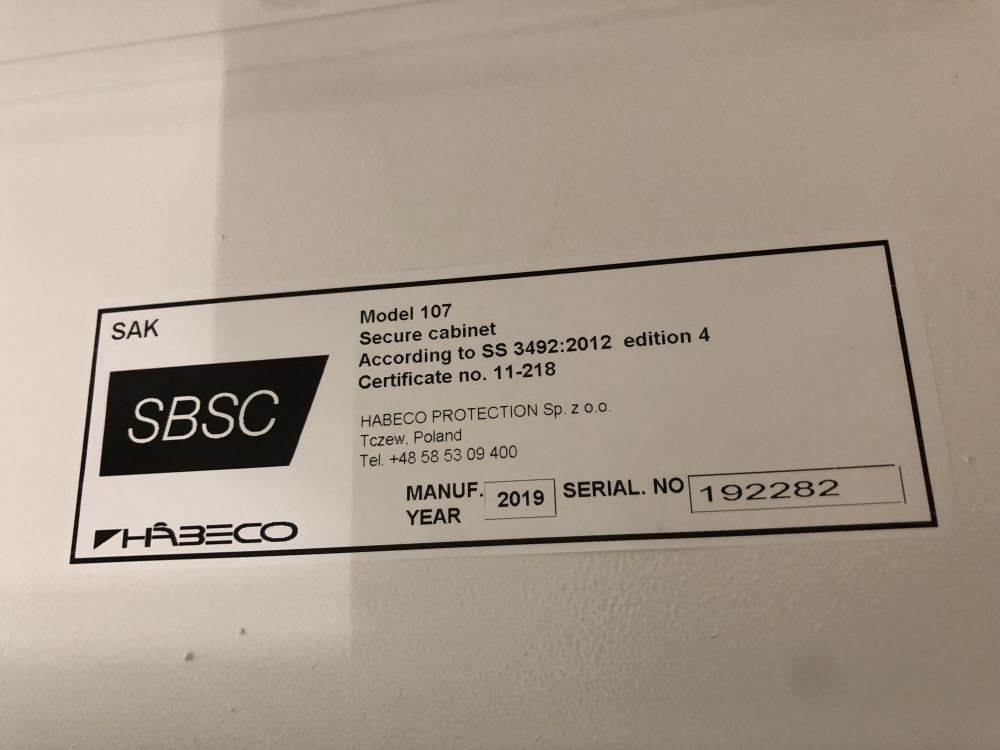 SAK
SBSC
HÅBECO
Model 107
Secure cabinet
According to SS 3492:2012 edition 4
Certificate no. 11-218
HABECO PROTECTION Sp. z o.o.
Tczew, Poland
Tel. +48 58 53 09 400
MANUF. YEAR 2019 SERIAL. NO 192282